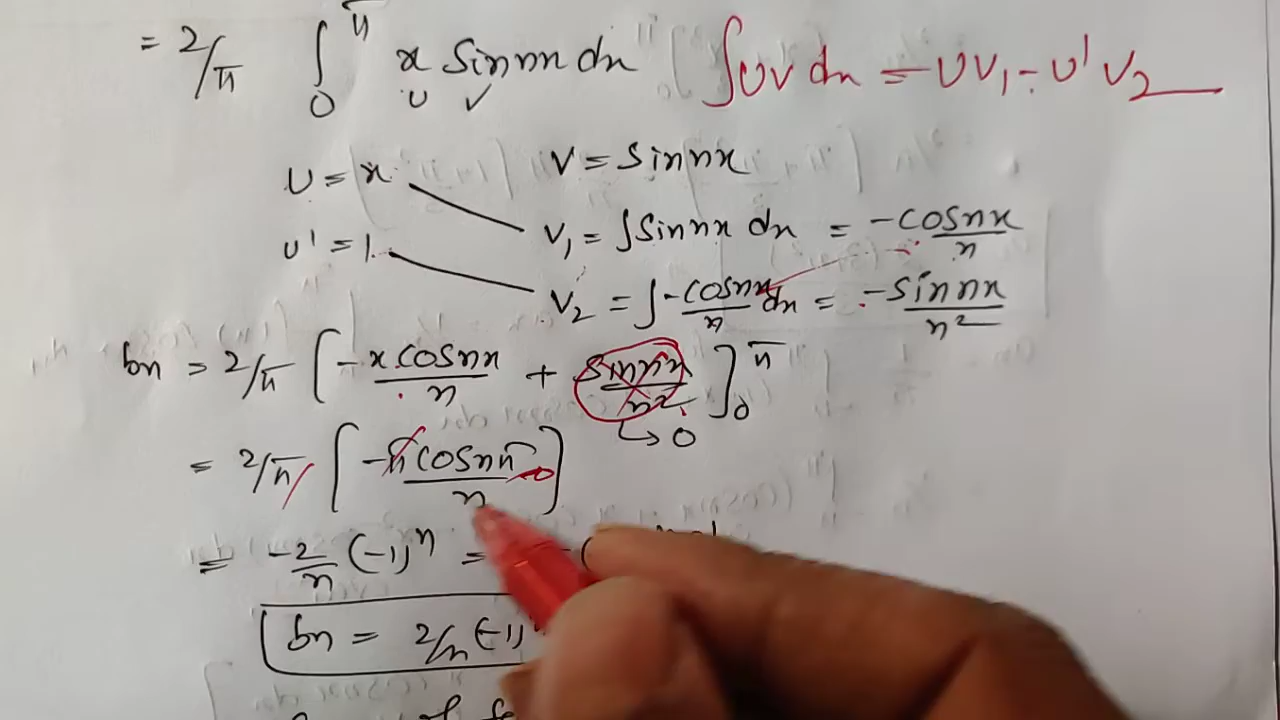 = 2/π ∫₀^π x sin nx dx [∫UV dx = UV₁ - U' V₂
U V
U = x V = sin nx
U' = 1 V₁ = ∫ sin nx dx = -cos nx / n
V₂ = ∫ -cos nx / n dx = -sin nx / n²
bn = 2/π [-x cos nx / n + sin nx / n²]₀^π
↳ 0
= 2/π [-π cos nπ / n - 0]
= -2/n (-1)ⁿ =
bn = 2/n (-1)